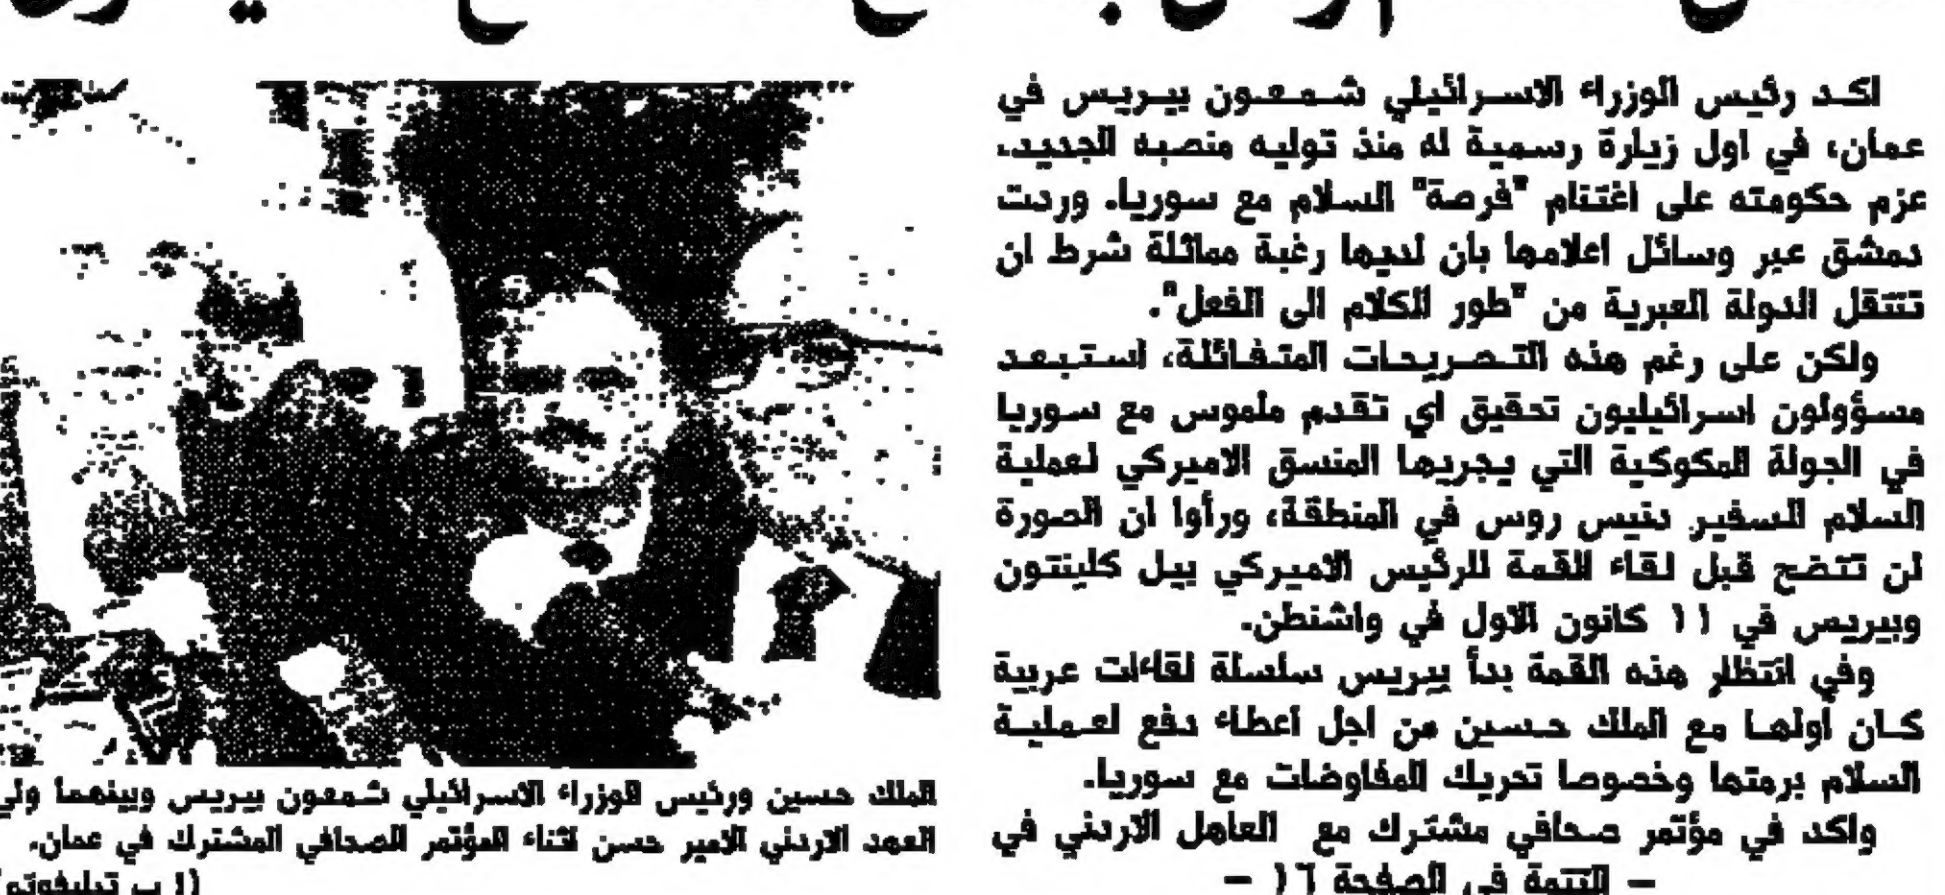 اكد رئيس الوزراء الاسرائيلي شمعون بيريس في
عمان، في اول زيارة رسمية له منذ توليه منصبه الجديد،
عزم حكومته على اغتنام "فرصة" السلام مع سوريا. وردت
دمشق عبر وسائل اعلامها بان لديها رغبة مماثلة شرط ان
تنتقل الدولة العبرية من "طور الكلام الى الفعل".
ولكن على رغم هذه التصريحات المتفائلة، استبعد
مسؤولون اسرائيليون تحقيق اي تقدم ملموس مع سوريا
في الجولة المكوكية التي يجريها المنسق الاميركي لعملية
السلام السفير دنيس روس في المنطقة، ورأوا ان الصورة
لن تتضح قبل لقاء القمة للرئيس الاميركي بيل كلينتون
وبيريس في ١١ كانون الاول في واشنطن.
وفي انتظار هذه القمة بدأ بيريس سلسلة لقاءات عربية
كان أولها مع الملك حسين من اجل اعطاء دفع لعملية
السلام برمتها وخصوصا تحريك المفاوضات مع سوريا.
واكد في مؤتمر صحافي مشترك مع العاهل الاردني في
– التتمة في الصفحة ١٦ –
الملك حسين ورئيس الوزراء الاسرائيلي شمعون بيريس وبينهما ولي
العهد الاردني الامير حسن اثناء المؤتمر الصحافي المشترك في عمان.
(ا ب تيليفوتو)